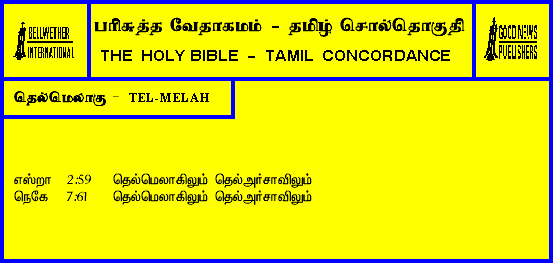 BELLWETHER
INTERNATIONAL
பரிசுத்த வேதாகமம் - தமிழ் சொல்தொகுதி
THE HOLY BIBLE - TAMIL CONCORDANCE
GOOD NEWS
PUBLISHERS
தெல்மெலாகு - TEL-MELAH
எஸ்றா 2:59 தெல்மெலாகிலும் தெல்அர்சாவிலும்
நெகே 7:61 தெல்மெலாகிலும் தெல்அர்சாவிலும்